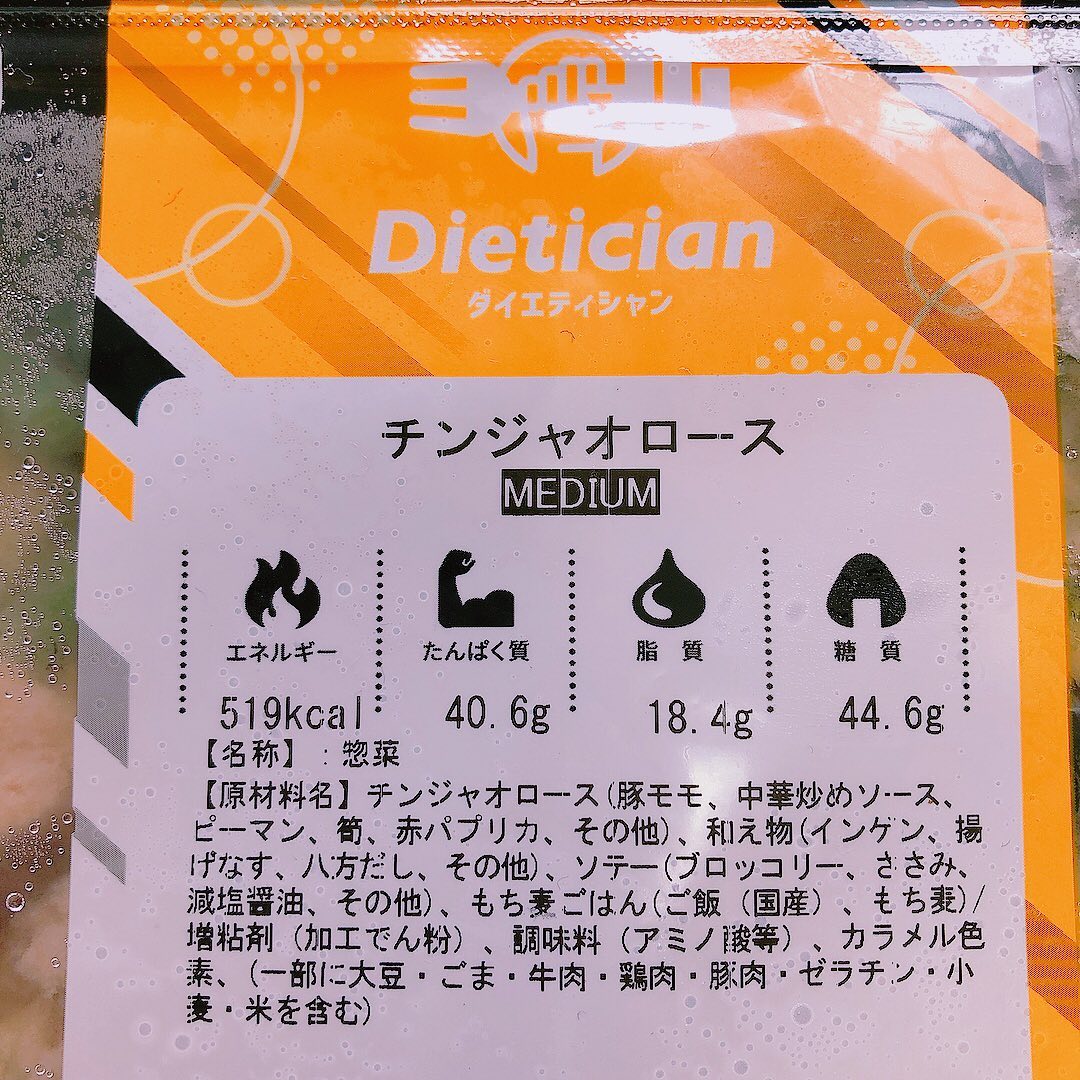 Dietician
ダイエティシャン
チンジャオロース
MEDIUM
エネルギー たんぱく質 脂 質 糖 質
519kcal 40.6g 18.4g 44.6g
【名称】:惣菜
【原材料名】チンジャオロース(豚モモ、中華炒めソース、
ピーマン、筍、赤パプリカ、その他)、和え物(インゲン、揚
げなす、八方だし、その他)、ソテー(ブロッコリー、ささみ、
減塩醤油、その他)、もち麦ごはん(ご飯(国産)、もち麦)/
増粘剤(加工でん粉)、調味料(アミノ酸等)、カラメル色
素、(一部に大豆・ごま・牛肉・鶏肉・豚肉・ゼラチン・小
麦・米を含む)